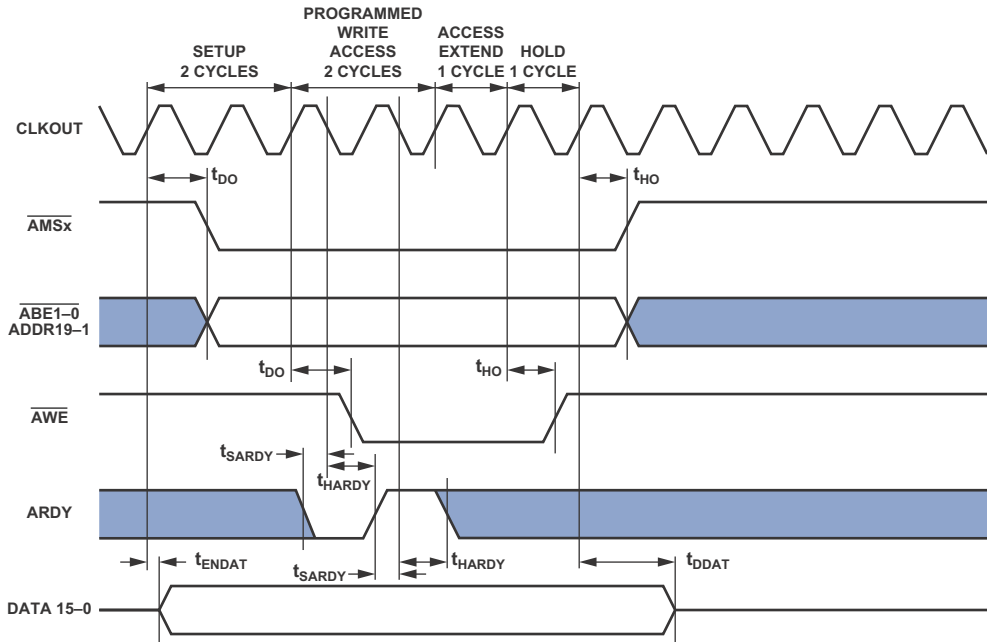 PROGRAMMED
WRITE
ACCESS
2 CYCLES
SETUP
2 CYCLES
ACCESS
EXTEND
1 CYCLE
HOLD
1 CYCLE
CLKOUT
tDO
tHO
AMSx
ABE1–0
ADDR19–1
tDO
tHO
AWE
tSARDY
tHARDY
ARDY
tENDAT
tSARDY
tHARDY
tDDAT
DATA 15–0